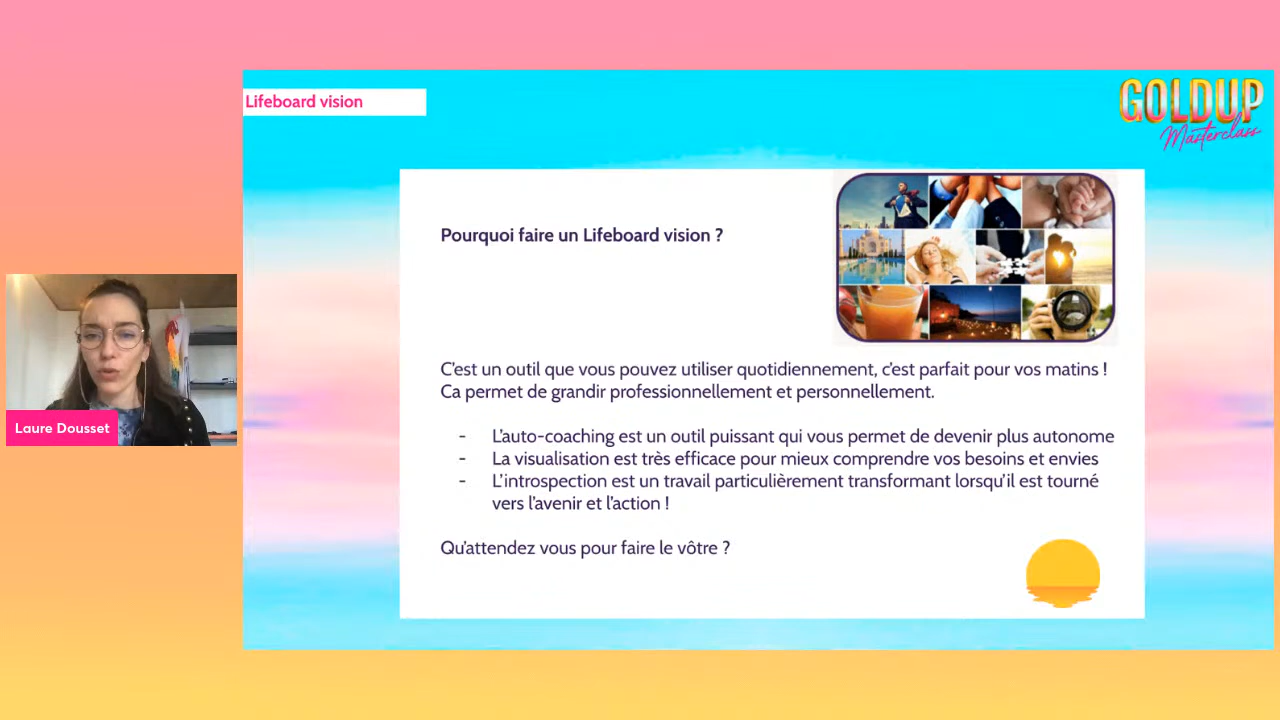 Lifeboard vision
GOLDUP
Masterclass
Pourquoi faire un Lifeboard vision ?
C'est un outil que vous pouvez utiliser quotidiennement, c'est parfait pour vos matins !
Ca permet de grandir professionnellement et personnellement.
- L'auto-coaching est un outil puissant qui vous permet de devenir plus autonome
- La visualisation est très efficace pour mieux comprendre vos besoins et envies
- L'introspection est un travail particulièrement transformant lorsqu'il est tourné
vers l'avenir et l'action !
Qu'attendez vous pour faire le vôtre ?
Laure Dousset